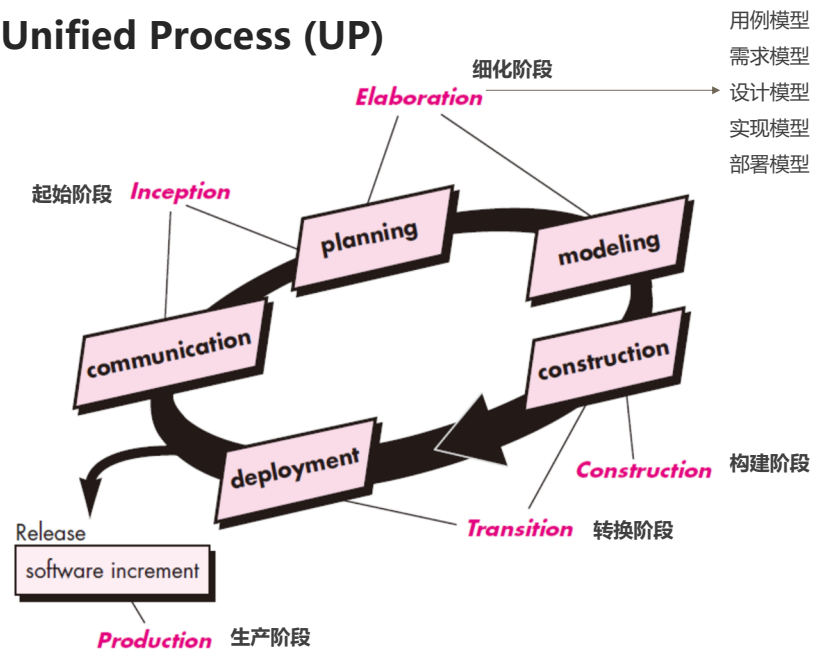 Unified Process (UP)
用例模型
需求模型
设计模型
实现模型
部署模型
细化阶段
Elaboration
起始阶段 Inception
planning
modeling
communication
construction
deployment
Construction 构建阶段
Transition 转换阶段
Release
software increment
Production 生产阶段